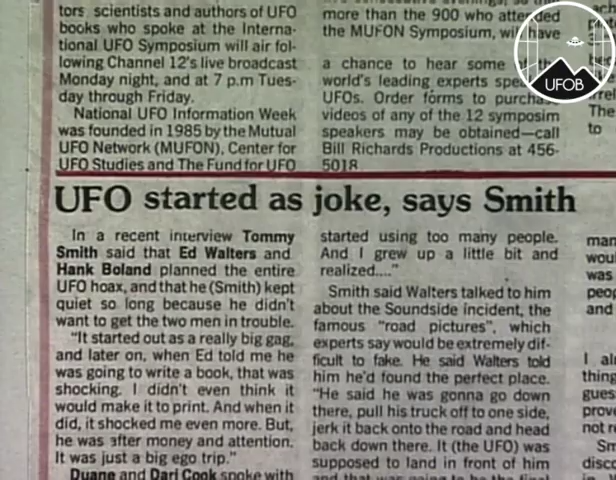 tors, scientists and authors of UFO
books who spoke at the Interna-
tional UFO Symposium will air fol-
lowing Channel 12's live broadcast
Monday night, and at 7 p.m Tues-
day through Friday.
National UFO Information Week
was founded in 1985 by the Mutual
UFO Network (MUFON), Center for
UFO Studies and The Fund for UFO
more than the 900 who attended
the MUFON Symposium, will have
a chance to hear some
world's leading experts
UFOs. Order forms to purchase
videos of any of the 12 symposim
speakers may be obtained—call
Bill Richards Productions at 456-
5018.
UFOB
The
to
UFO started as joke, says Smith
In a recent interview Tommy
Smith said that Ed Walters and
Hank Boland planned the entire
UFO hoax, and that he (Smith) kept
quiet so long because he didn't
want to get the two men in trouble.
"It started out as a really big gag,
and later on, when Ed told me he
was going to write a book, that was
shocking. I didn't even think it
would make it to print. And when it
did, it shocked me even more. But,
he was after money and attention.
It was just a big ego trip."
Duane and Dari Cook spoke with
started using too many people.
And I grew up a little bit and
realized...."
Smith said Walters talked to him
about the Soundside incident, the
famous "road pictures", which
experts say would be extremely dif-
ficult to fake. He said Walters told
him he'd found the perfect place.
"He said he was gonna go down
there, pull his truck off to one side,
jerk it back onto the road and head
back down there. It (the UFO) was
supposed to land in front of him
and that was going to be the final
man
wou
was
peop
and
I al
thing
gues
prov
not r
Sm
disco